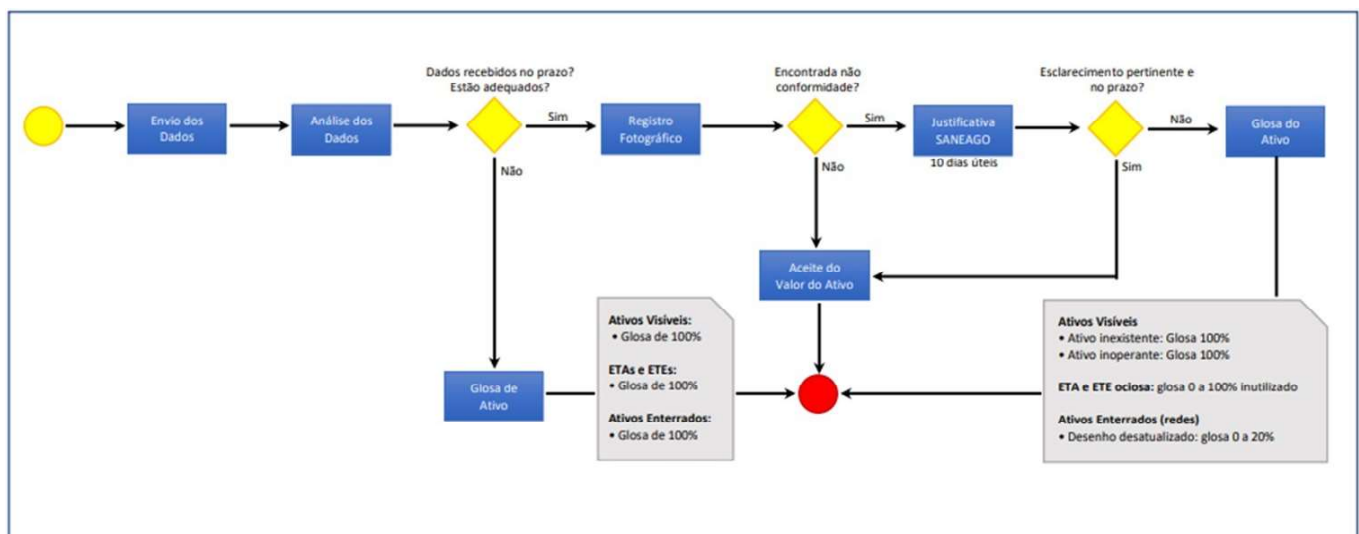 Dados recebidos no prazo?
Estão adequados?
Encontrada não
conformidade?
Esclarecimento pertinente e
no prazo?
Envio dos
Dados
Análise dos
Dados
Sim
Registro
Fotográfico
Sim
Justificativa
SANEAGO
10 dias úteis
Não
Glosa do
Ativo
Não
Não
Sim
Aceite do
Valor do Ativo
Glosa de
Ativo
Ativos Visíveis:
• Glosa de 100%
ETAs e ETEs:
• Glosa de 100%
Ativos Enterrados:
• Glosa de 100%
Ativos Visíveis
• Ativo inexistente: Glosa 100%
• Ativo inoperante: Glosa 100%
ETA e ETE ociosa: glosa 0 a 100% inutilizado
Ativos Enterrados (redes)
• Desenho desatualizado: glosa 0 a 20%